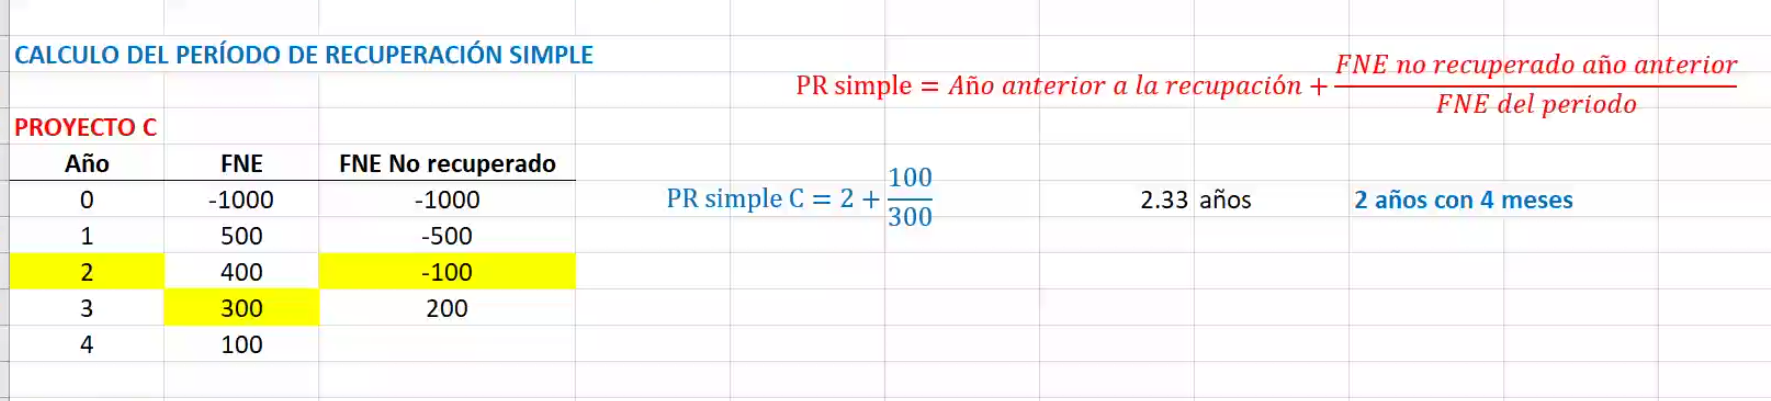 CALCULO DEL PERÍODO DE RECUPERACIÓN SIMPLE
PR simple = Año anterior a la recupación + FNE no recuperado año anterior / FNE del periodo
PROYECTO C
Año FNE FNE No recuperado
0 -1000 -1000
PR simple C = 2 + 100/300 2.33 años 2 años con 4 meses
1 500 -500
2 400 -100
3 300 200
4 100